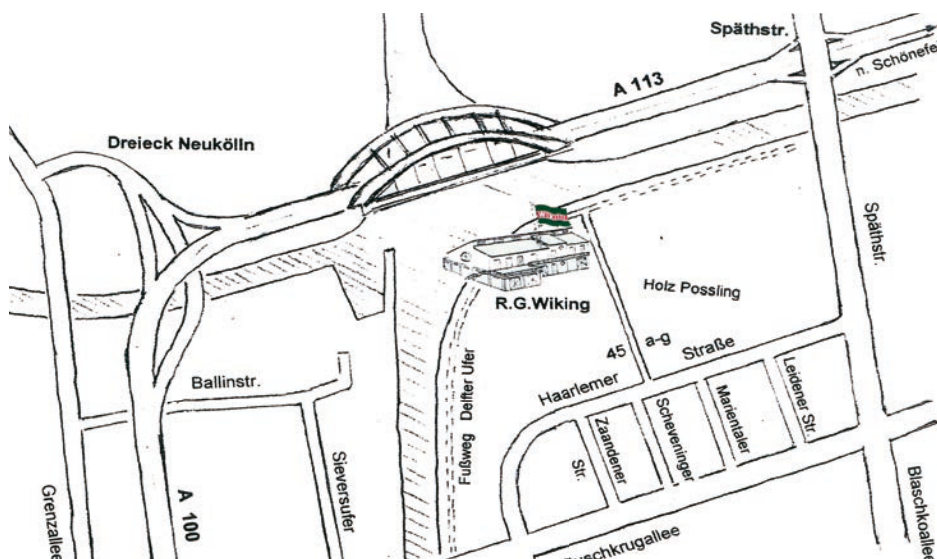 Späthstr.
A 113
n. Schönefe
Dreieck Neukölln
Späthstr.
R.G.Wiking
Holz Possling
45 a-g
Haarlemer Straße
Ballinstr.
Fußweg Delfter Ufer
Zaandener Str.
Scheveninger
Marientaler
Leidener Str.
Sieversufer
Grenzallee
A 100
uschkrugallee
Blaschkoallee